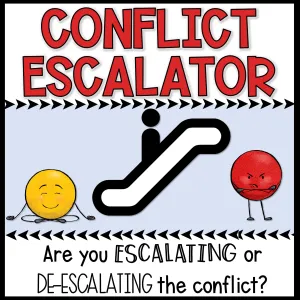 CONFLICT
ESCALATOR
Are you ESCALATING or
DE-ESCALATING the conflict?